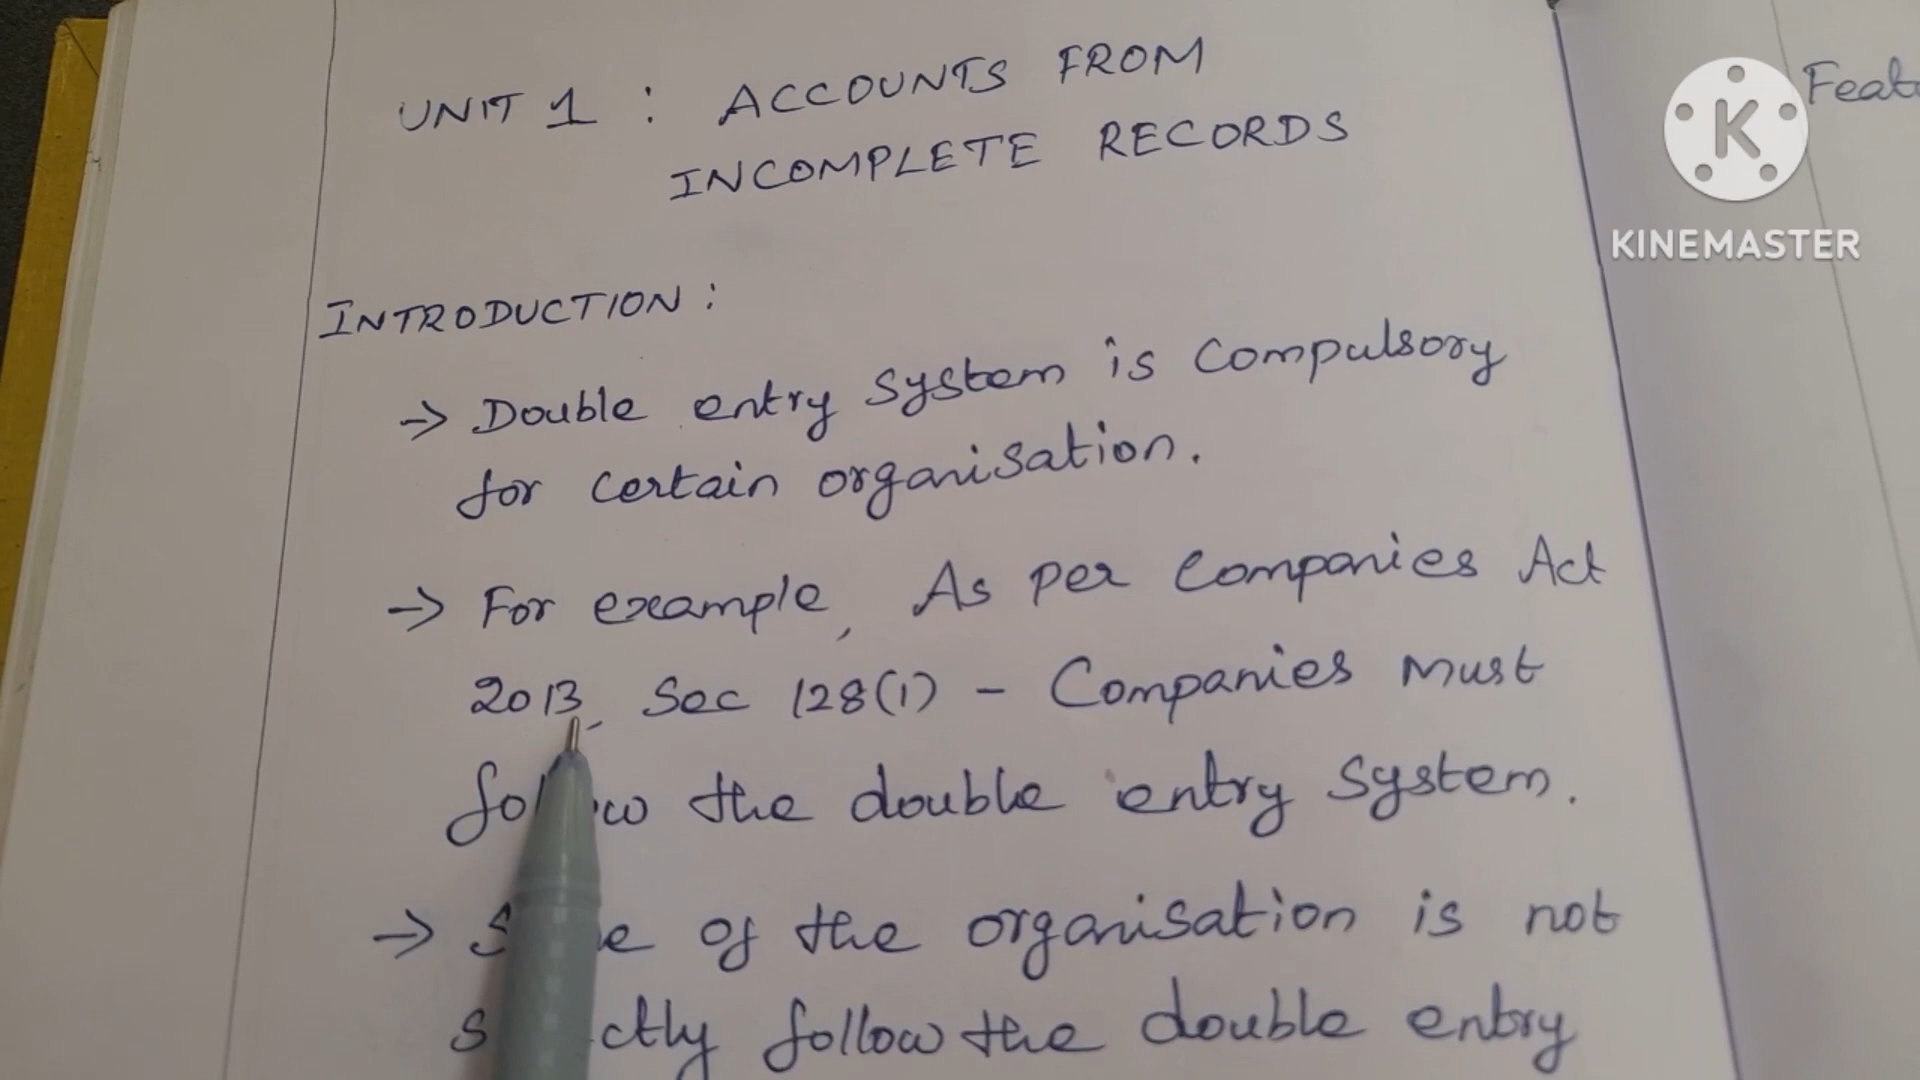 UNIT 1 : ACCOUNTS FROM
INCOMPLETE RECORDS
INTRODUCTION :
-> Double entry system is compulsory
for certain organisation.
-> For example, As per Companies Act
2013, Sec 128(1) - Companies must
the double entry system.
-> of the organisation is not
follow the double entry
Feat
K
KINEMASTER